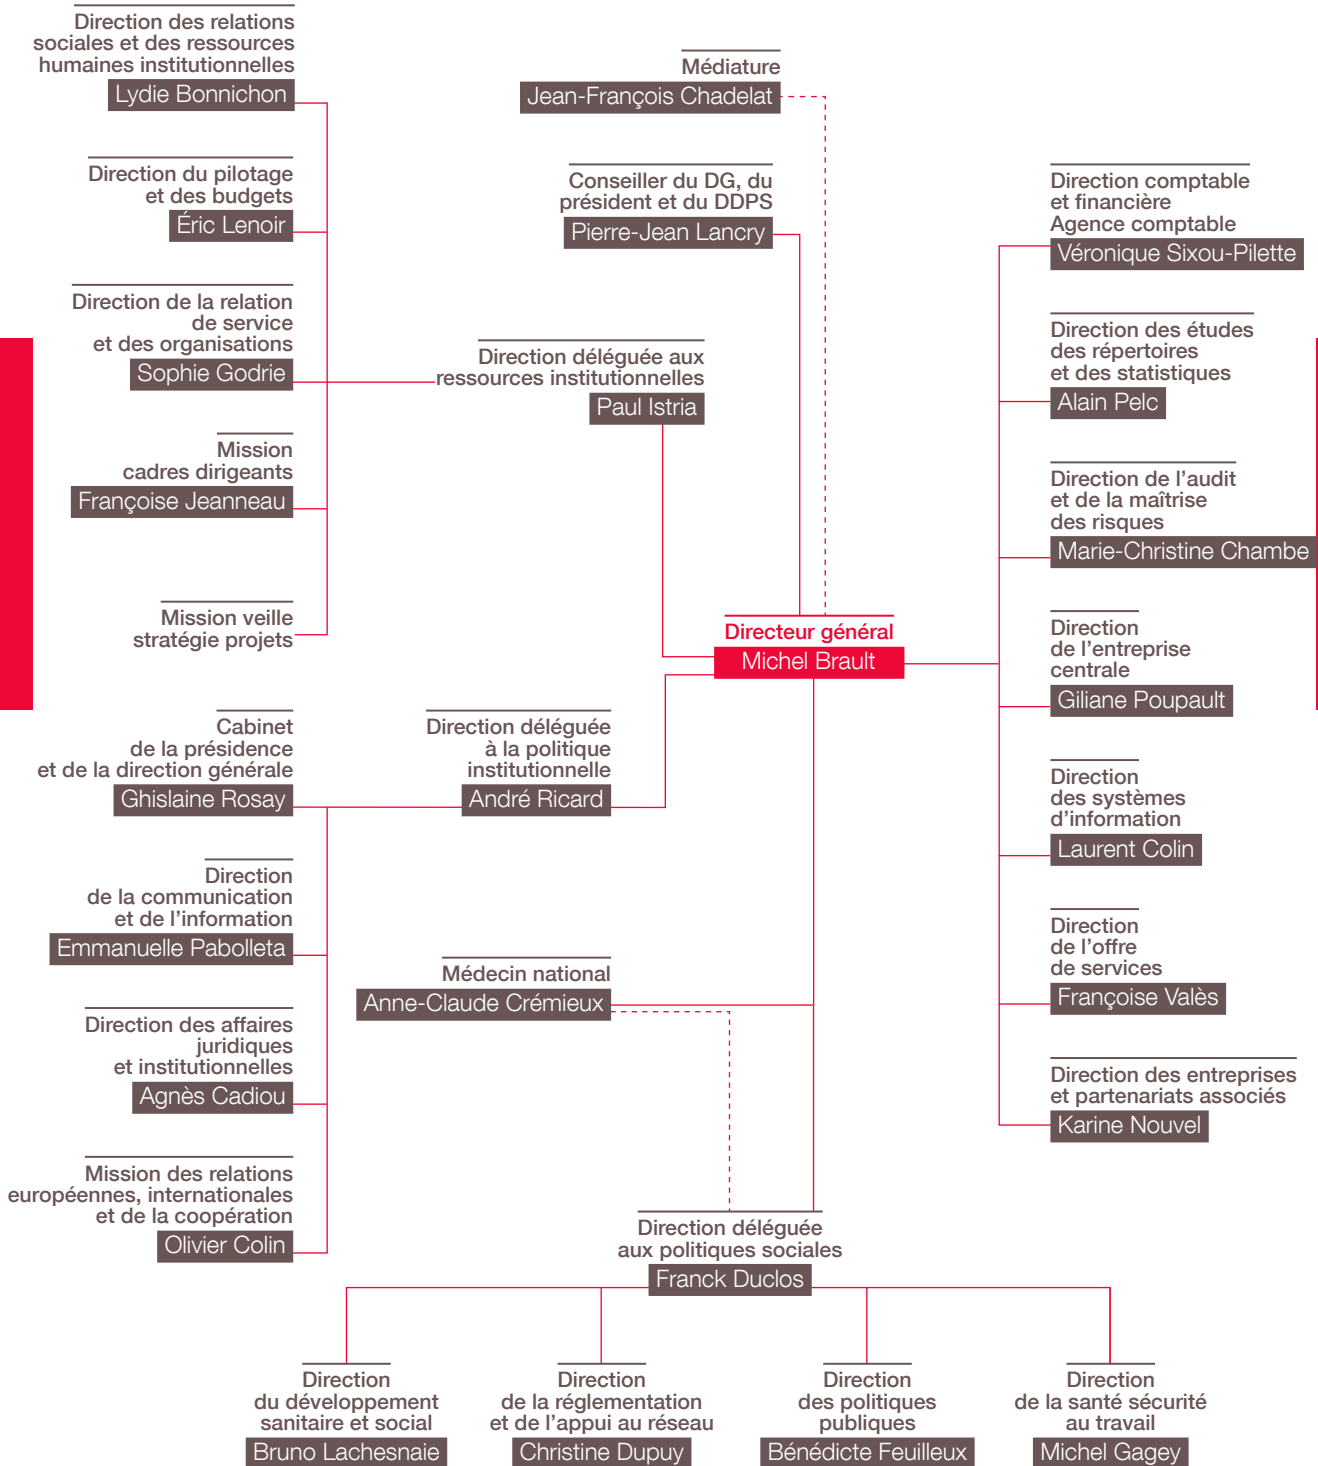 Direction des relations
sociales et des ressources
humaines institutionnelles
Lydie Bonnichon
Direction du pilotage
et des budgets
Éric Lenoir
Direction de la relation
de service
et des organisations
Sophie Godrie
Mission
cadres dirigeants
Françoise Jeanneau
Mission veille
stratégie projets
Médiature
Jean-François Chadelat
Conseiller du DG, du
président et du DDPS
Pierre-Jean Lancry
Direction déléguée aux
ressources institutionnelles
Paul Istria
Directeur général
Michel Brault
Direction comptable
et financière
Agence comptable
Véronique Sixou-Pilette
Direction des études
des répertoires
et des statistiques
Alain Pelc
Direction de l’audit
et de la maîtrise
des risques
Marie-Christine Chambe
Direction
de l’entreprise
centrale
Giliane Poupault
Direction
des systèmes
d’information
Laurent Colin
Direction
de l’offre
de services
Françoise Valès
Direction des entreprises
et partenariats associés
Karine Nouvel
Cabinet
de la présidence
et de la direction générale
Ghislaine Rosay
Direction déléguée
à la politique
institutionnelle
André Ricard
Direction
de la communication
et de l’information
Emmanuelle Pabolleta
Direction des affaires
juridiques
et institutionnelles
Agnès Cadiou
Mission des relations
européennes, internationales
et de la coopération
Olivier Colin
Médecin national
Anne-Claude Crémieux
Direction déléguée
aux politiques sociales
Franck Duclos
Direction
du développement
sanitaire et social
Bruno Lachesnaie
Direction
de la réglementation
et de l’appui au réseau
Christine Dupuy
Direction
des politiques
publiques
Bénédicte Feuilleux
Direction
de la santé sécurité
au travail
Michel Gagey